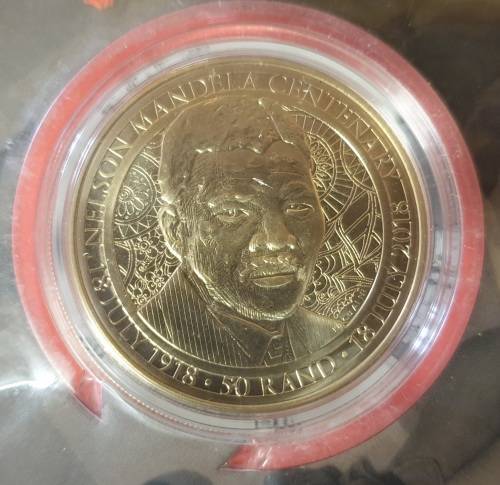 NELSON MANDELA CENTENARY
18 JULY 1918 · 50 RAND · 18 JULY 2018